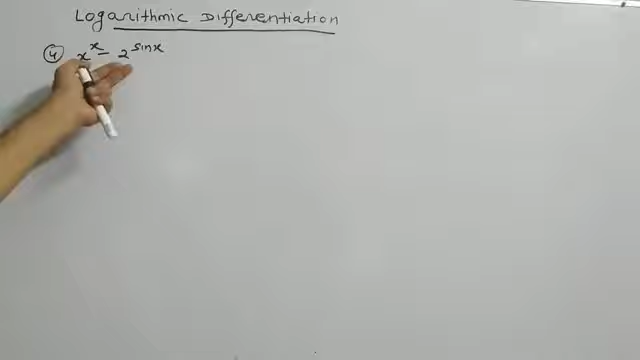 Logarithmic Differentiation
④ x^x - 2^sinx